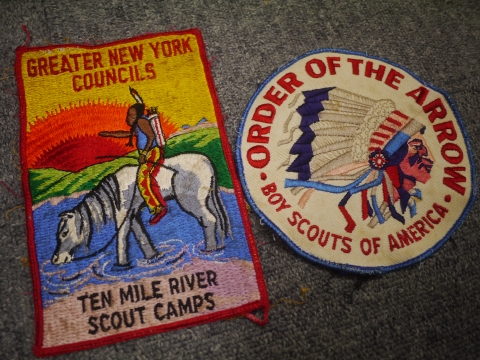 GREATER NEW YORK
COUNCILS
TEN MILE RIVER
SCOUT CAMPS
ORDER OF THE ARROW
BOY SCOUTS OF AMERICA